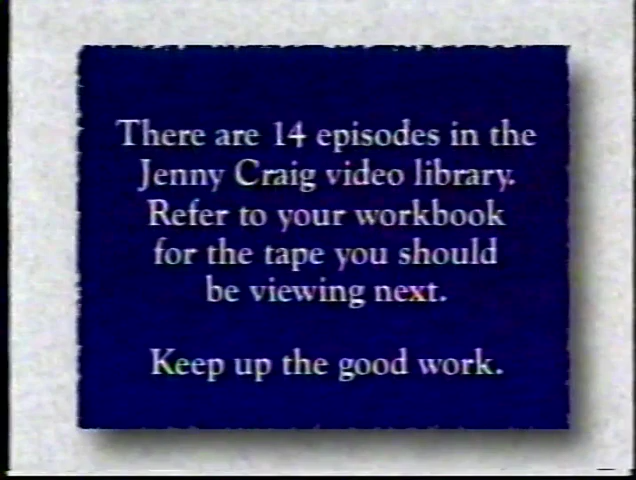 There are 14 episodes in the
Jenny Craig video library.
Refer to your workbook
for the tape you should
be viewing next.
Keep up the good work.